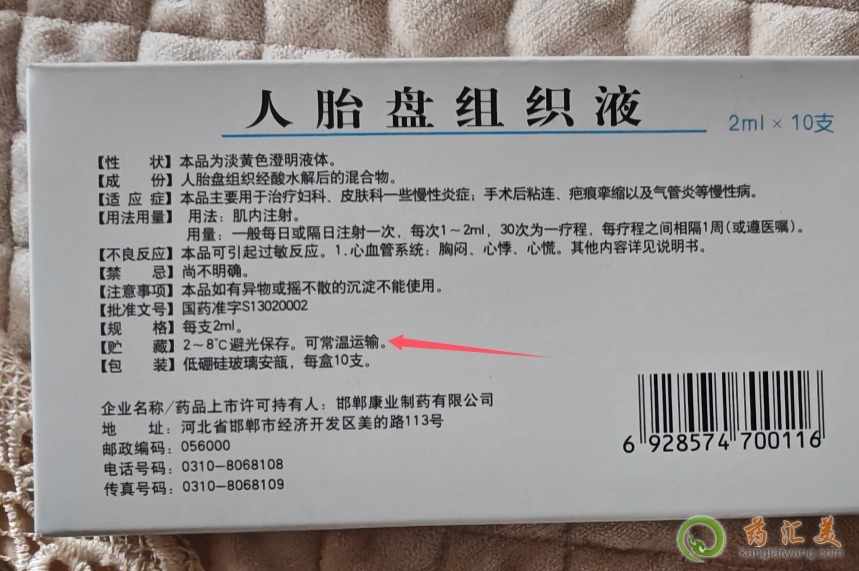 人胎盘组织液
2ml×10支
【性　　状】本品为淡黄色澄明液体。
【成　　份】人胎盘组织经酸水解后的混合物。
【适 应 症】本品主要用于治疗妇科、皮肤科一些慢性炎症；手术后粘连、疤痕挛缩以及气管炎等慢性病。
【用法用量】 用法：肌内注射。
用量：一般每日或隔日注射一次，每次1～2ml，30次为一疗程，每疗程之间相隔1周（或遵医嘱）。
【不良反应】本品可引起过敏反应。1.心血管系统：胸闷、心悸、心慌。其他内容详见说明书。
【禁　　忌】尚不明确。
【注意事项】本品如有异物或摇不散的沉淀不能使用。
【批准文号】国药准字S13020002
【规　　格】每支2ml。
【贮　　藏】2～8℃避光保存。可常温运输。
【包　　装】低硼硅玻璃安瓿，每盒10支。
企业名称/药品上市许可持有人：邯郸康业制药有限公司
地　　址：河北省邯郸市经济开发区美的路113号
邮政编码：056000
电话号码：0310-8068108
传真号码：0310-8068109
6 928574 700116
药汇美
kanglaiwang.com